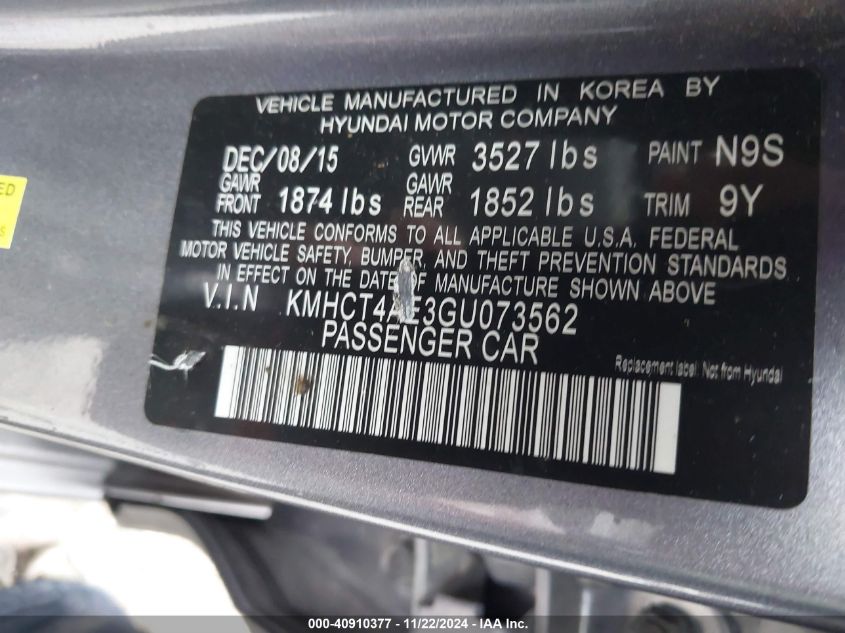 VEHICLE MANUFACTURED IN KOREA BY
HYUNDAI MOTOR COMPANY
DEC/08/15 GVWR 3527 lbs PAINT N9S
GAWR FRONT 1874 lbs GAWR REAR 1852 lbs TRIM 9Y
THIS VEHICLE CONFORMS TO ALL APPLICABLE U.S.A. FEDERAL
MOTOR VEHICLE SAFETY, BUMPER, AND THEFT PREVENTION STANDARDS
IN EFFECT ON THE DATE OF MANUFACTURE SHOWN ABOVE
V.I.N KMHCT4AE3GU073562
PASSENGER CAR
Replacement label. Not from Hyundai
000-40910377 - 11/22/2024 - IAA Inc.